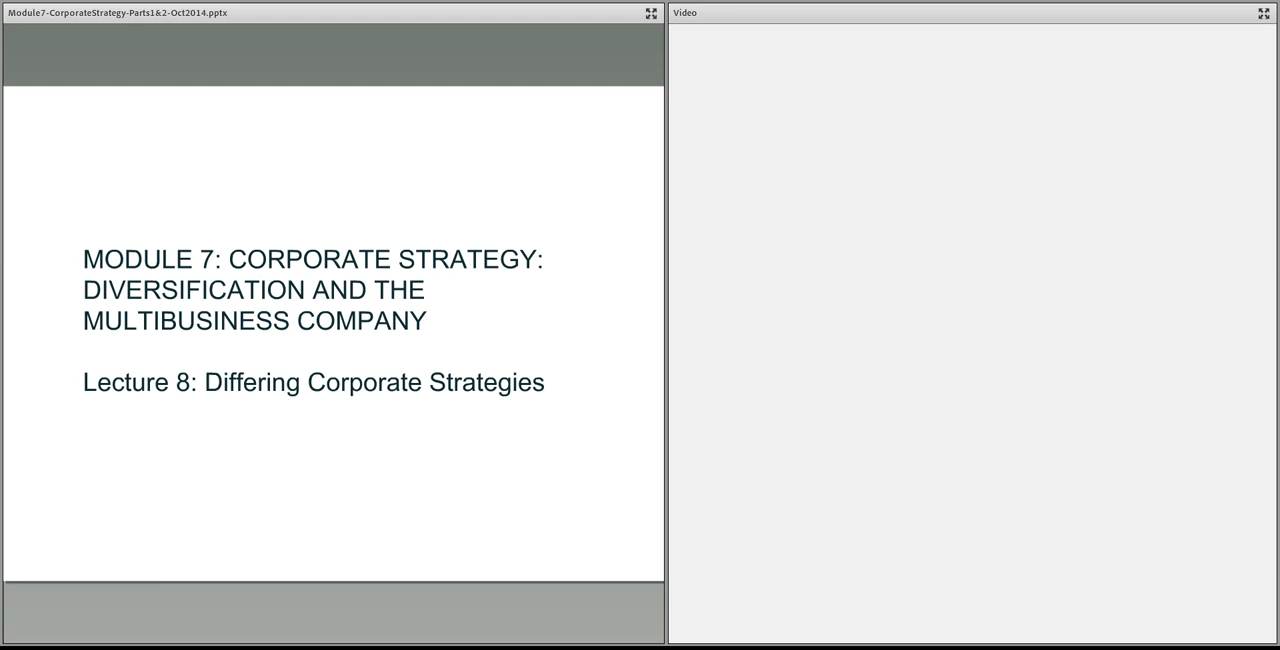 Module7-CorporateStrategy-Parts1&2-Oct2014.pptx
Video
MODULE 7: CORPORATE STRATEGY:
DIVERSIFICATION AND THE
MULTIBUSINESS COMPANY
Lecture 8: Differing Corporate Strategies